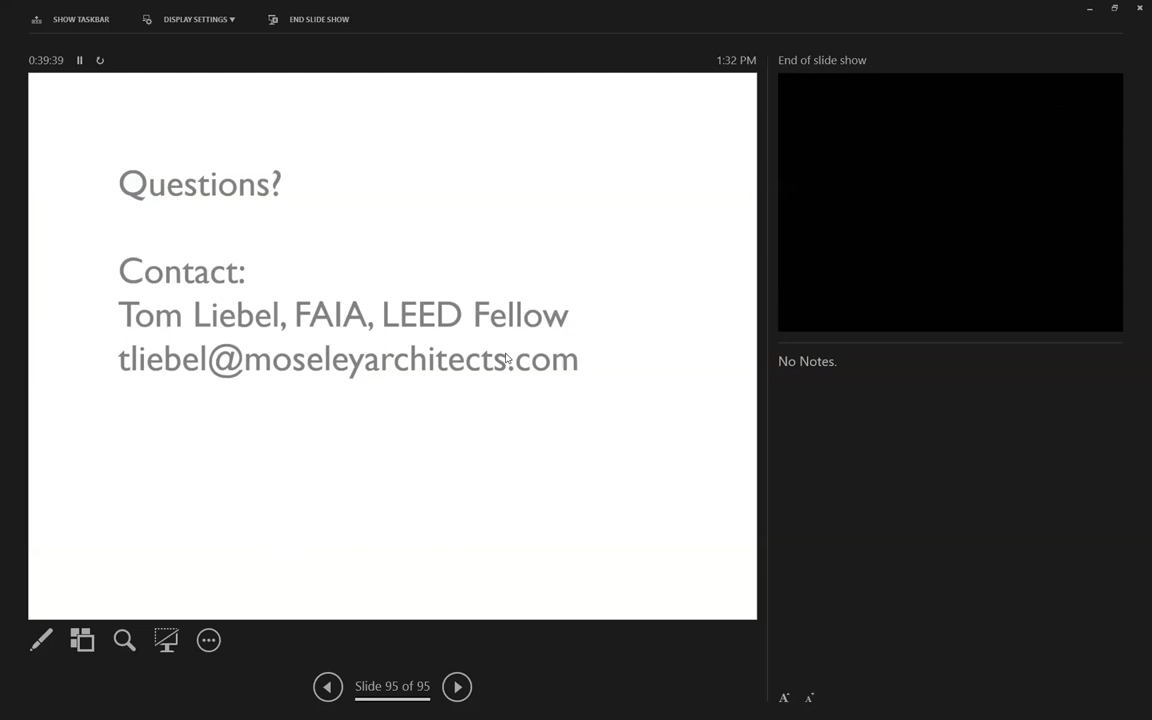 SHOW TASKBAR
DISPLAY SETTINGS ▼
END SLIDE SHOW
0:39:39
1:32 PM
End of slide show
Questions?
Contact:
Tom Liebel, FAIA, LEED Fellow
tliebel@moseleyarchitects.com
No Notes.
Slide 95 of 95
A
A